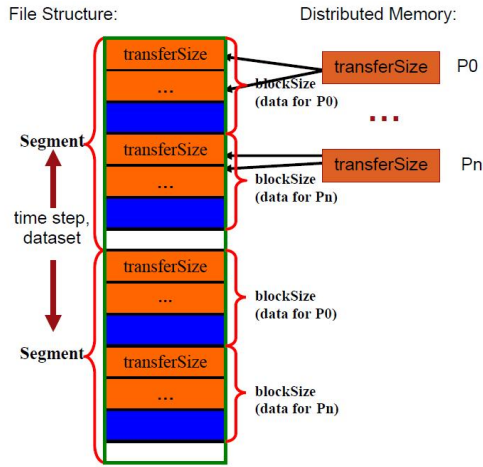 File Structure:
Distributed Memory:
transferSize
...
blockSize
(data for P0)
transferSize
P0
...
Segment
transferSize
...
blockSize
(data for Pn)
transferSize
Pn
time step,
dataset
transferSize
...
blockSize
(data for P0)
Segment
transferSize
...
blockSize
(data for Pn)